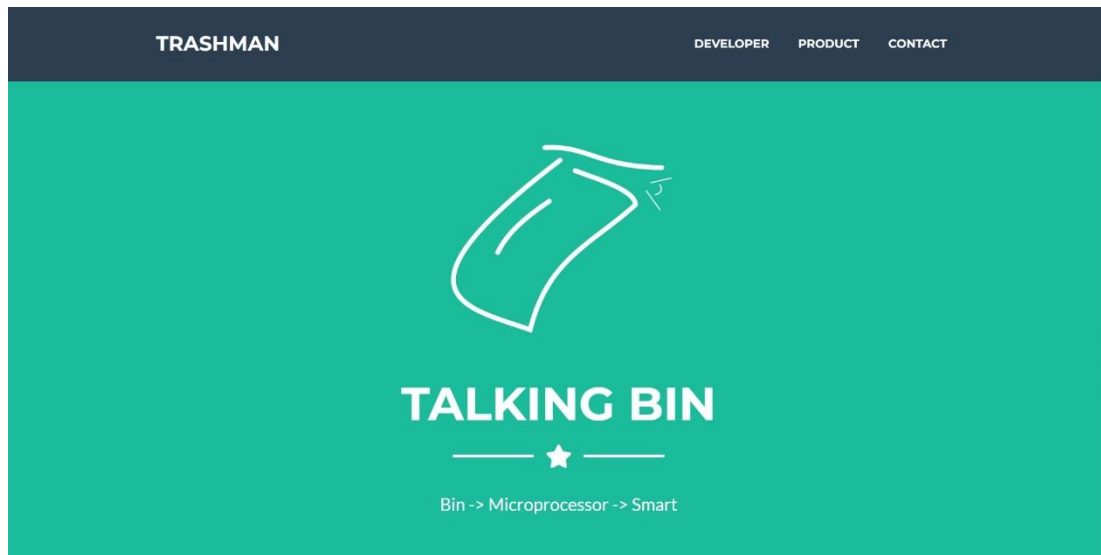 TRASHMAN DEVELOPER PRODUCT CONTACT
TALKING BIN
Bin -> Microprocessor -> Smart